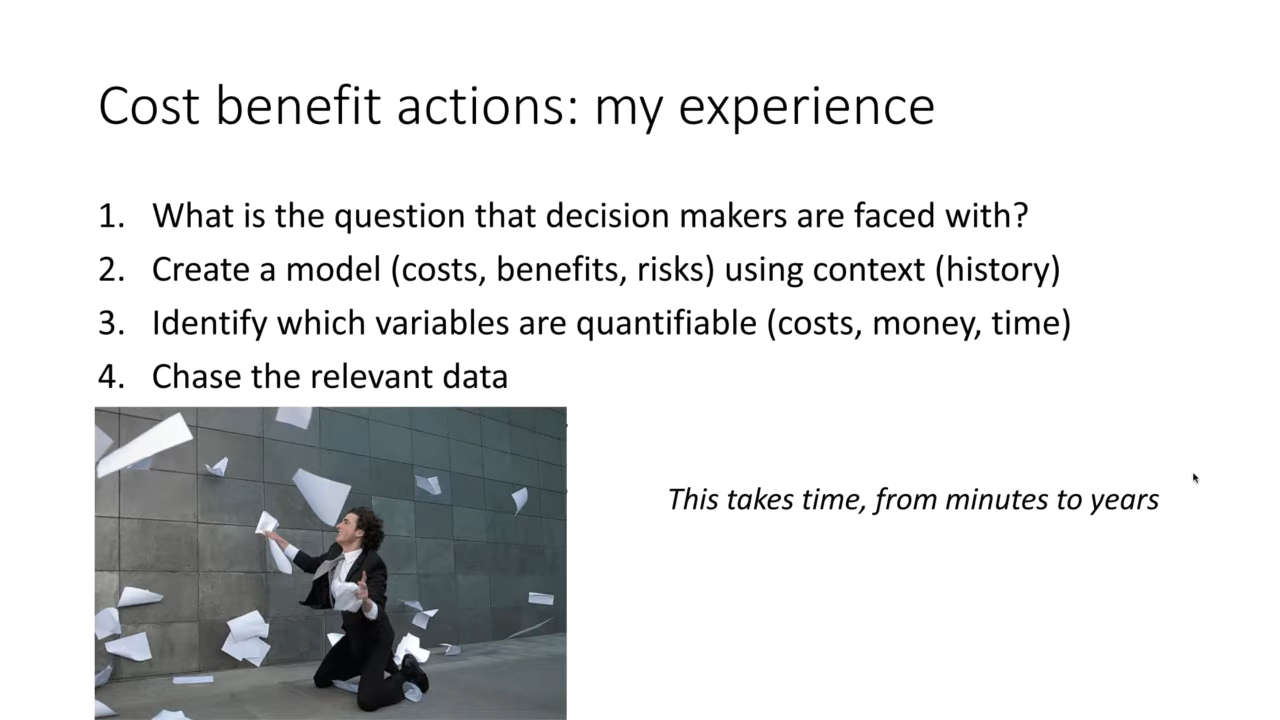 Cost benefit actions: my experience
1. What is the question that decision makers are faced with?
2. Create a model (costs, benefits, risks) using context (history)
3. Identify which variables are quantifiable (costs, money, time)
4. Chase the relevant data
This takes time, from minutes to years